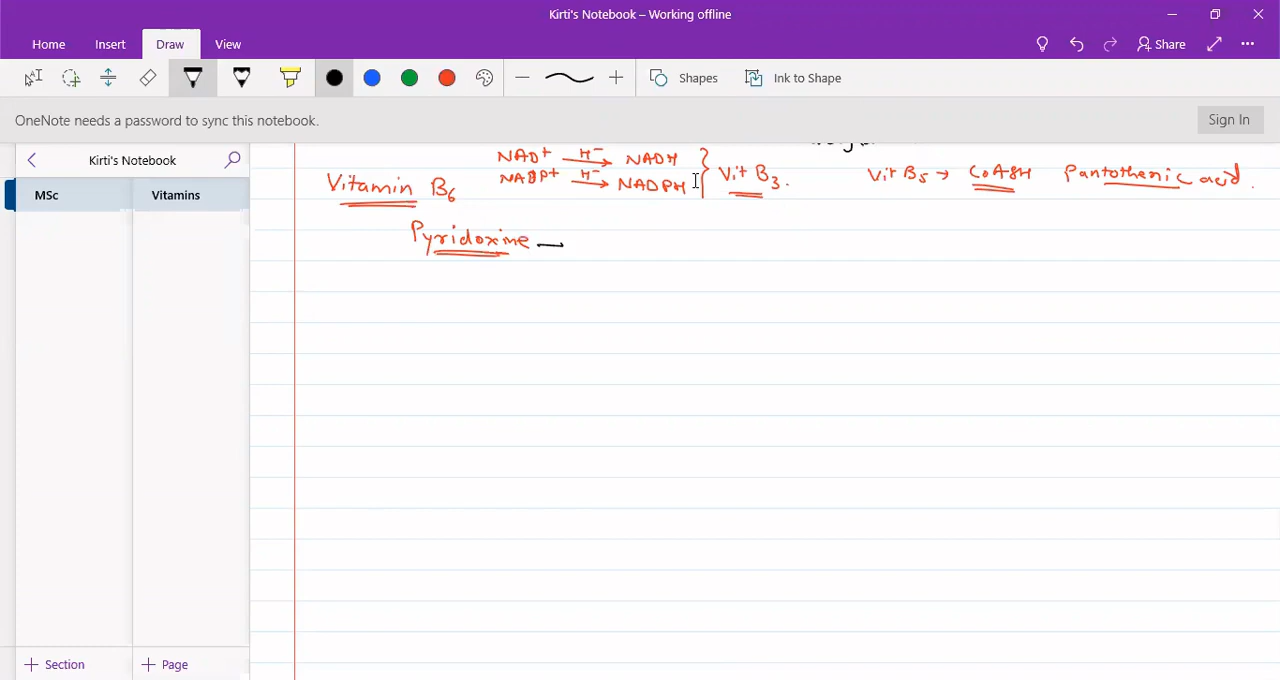 Kirti's Notebook – Working offline
Home Insert Draw View Share
Shapes Ink to Shape
OneNote needs a password to sync this notebook. Sign In
Kirti's Notebook
MSc Vitamins
NAD+ H⁻ → NADH
NADP+ H⁻ → NADPH } Vit B3.
Vit B5 → CoASH Pantothenic acid.
Vitamin B6
Pyridoxine —
+ Section + Page